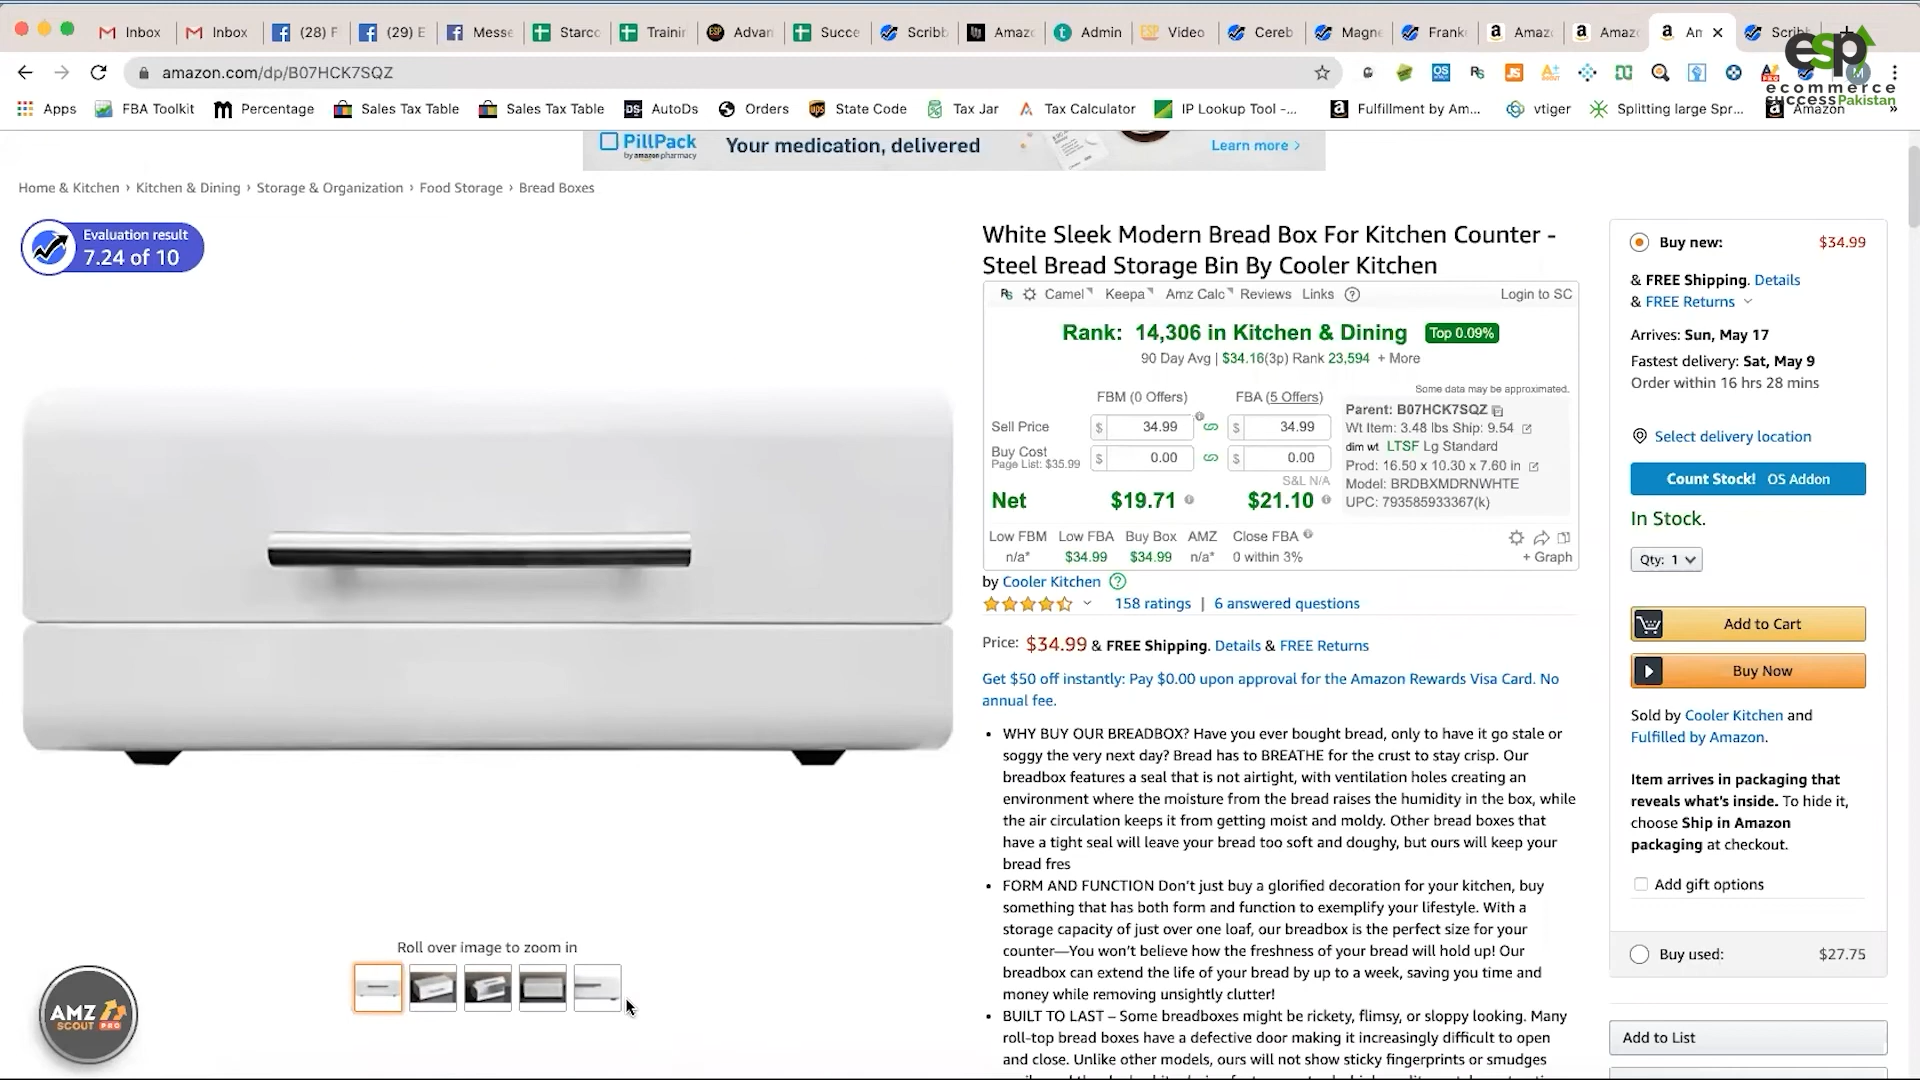 Inbox
Inbox
(28) F
(29) E
Messe
Starco
Trainin
Advan
Succe
Scribb
Amazo
Admin
Video
Cereb
Magne
Frank
Amazo
Amazo
Am
Scribb
esp
ecommerce
success Pakistan
amazon.com/dp/B07HCK7SQZ
Apps
FBA Toolkit
Percentage
Sales Tax Table
Sales Tax Table
AutoDs
Orders
State Code
Tax Jar
Tax Calculator
IP Lookup Tool -...
Fulfillment by Am...
vtiger
Splitting large Spr...
Amazon
PillPack
by amazon pharmacy
Your medication, delivered
Learn more ›
Home & Kitchen › Kitchen & Dining › Storage & Organization › Food Storage › Bread Boxes
Evaluation result
7.24 of 10
Roll over image to zoom in
AMZ
SCOUT PRO
White Sleek Modern Bread Box For Kitchen Counter -
Steel Bread Storage Bin By Cooler Kitchen
RS Camel Keepa Amz Calc Reviews Links ? Login to SC
Rank: 14,306 in Kitchen & Dining Top 0.09%
90 Day Avg | $34.16(3p) Rank 23,594 + More
Some data may be approximated.
FBM (0 Offers) FBA (5 Offers)
Sell Price $ 34.99 $ 34.99
Buy Cost $ 0.00 $ 0.00
Page List: $35.99
S&L N/A
Net $19.71 $21.10
Parent: B07HCK7SQZ
Wt Item: 3.48 lbs Ship: 9.54
dim wt LTSF Lg Standard
Prod: 16.50 x 10.30 x 7.60 in
Model: BRDBXMDRNWHTE
UPC: 793585933367(k)
Low FBM Low FBA Buy Box AMZ Close FBA
n/a* $34.99 $34.99 n/a* 0 within 3%
+ Graph
by Cooler Kitchen ?
158 ratings | 6 answered questions
Price: $34.99 & FREE Shipping. Details & FREE Returns
Get $50 off instantly: Pay $0.00 upon approval for the Amazon Rewards Visa Card. No
annual fee.
• WHY BUY OUR BREADBOX? Have you ever bought bread, only to have it go stale or
soggy the very next day? Bread has to BREATHE for the crust to stay crisp. Our
breadbox features a seal that is not airtight, with ventilation holes creating an
environment where the moisture from the bread raises the humidity in the box, while
the air circulation keeps it from getting moist and moldy. Other bread boxes that
have a tight seal will leave your bread too soft and doughy, but ours will keep your
bread fres
• FORM AND FUNCTION Don't just buy a glorified decoration for your kitchen, buy
something that has both form and function to exemplify your lifestyle. With a
storage capacity of just over one loaf, our breadbox is the perfect size for your
counter—You won't believe how the freshness of your bread will hold up! Our
breadbox can extend the life of your bread by up to a week, saving you time and
money while removing unsightly clutter!
• BUILT TO LAST – Some breadboxes might be rickety, flimsy, or sloppy looking. Many
roll-top bread boxes have a defective door making it increasingly difficult to open
and close. Unlike other models, ours will not show sticky fingerprints or smudges
Buy new: $34.99
& FREE Shipping. Details
& FREE Returns
Arrives: Sun, May 17
Fastest delivery: Sat, May 9
Order within 16 hrs 28 mins
Select delivery location
Count Stock! OS Addon
In Stock.
Qty: 1
Add to Cart
Buy Now
Sold by Cooler Kitchen and
Fulfilled by Amazon.
Item arrives in packaging that
reveals what's inside. To hide it,
choose Ship in Amazon
packaging at checkout.
Add gift options
Buy used: $27.75
Add to List